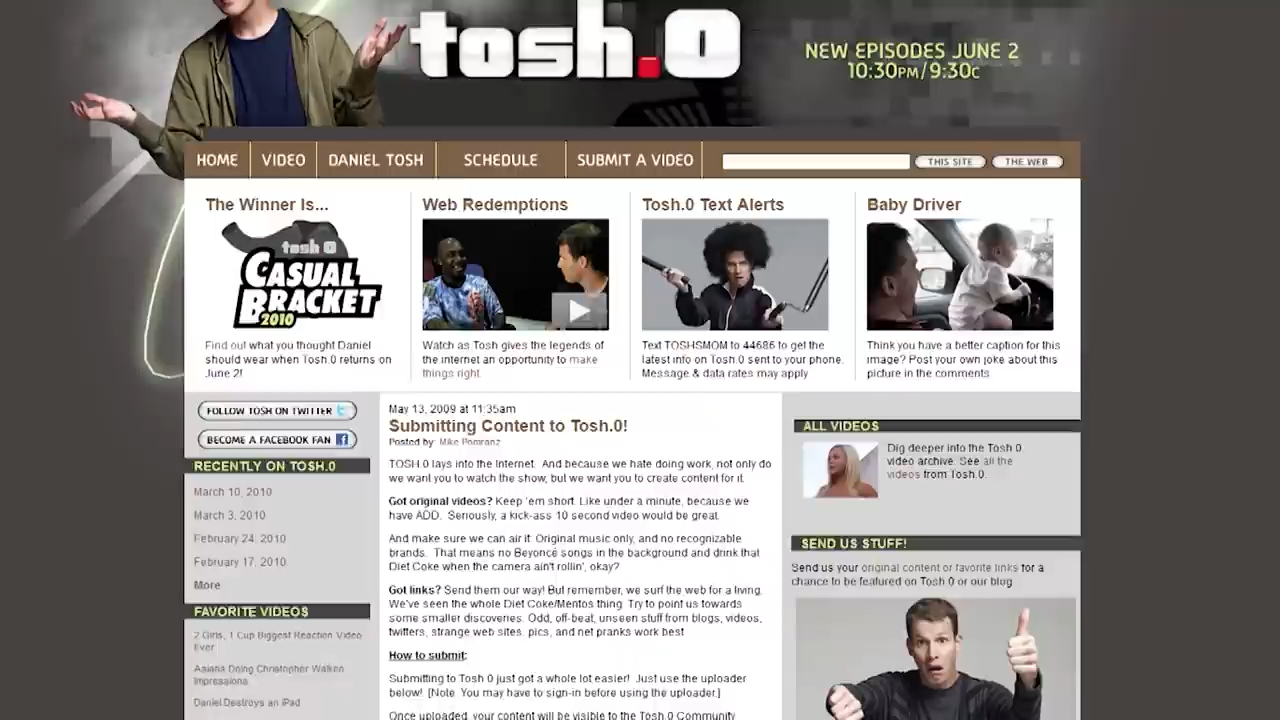 tosh.0
NEW EPISODES JUNE 2
10:30PM/9:30C
HOME
VIDEO
DANIEL TOSH
SCHEDULE
SUBMIT A VIDEO
THIS SITE
THE WEB
The Winner Is...
tosh 0
CASUAL
BRACKET
2010
Find out what you thought Daniel
should wear when Tosh.0 returns on
June 2!
Web Redemptions
Watch as Tosh gives the legends of
the internet an opportunity to make
things right.
Tosh.0 Text Alerts
Text TOSHSMOM to 44686 to get the
latest info on Tosh.0 sent to your phone.
Message & data rates may apply
Baby Driver
Think you have a better caption for this
image? Post your own joke about this
picture in the comments
FOLLOW TOSH ON TWITTER
BECOME A FACEBOOK FAN
RECENTLY ON TOSH.0
March 10, 2010
March 3, 2010
February 24, 2010
February 17, 2010
More
FAVORITE VIDEOS
2 Girls, 1 Cup Biggest Reaction Video
Ever
Asians Doing Christopher Walken
Impressions
Daniel Destroys an iPad
May 13, 2009 at 11:35am
Submitting Content to Tosh.0!
Posted by: Mike Pomranz
TOSH.0 lays into the Internet. And because we hate doing work, not only do
we want you to watch the show, but we want you to create content for it.
Got original videos? Keep 'em short. Like under a minute, because we
have ADD. Seriously, a kick-ass 10 second video would be great.
And make sure we can air it. Original music only, and no recognizable
brands. That means no Beyoncé songs in the background and drink that
Diet Coke when the camera ain't rollin', okay?
Got links? Send them our way! But remember, we surf the web for a living.
We've seen the whole Diet Coke/Mentos thing. Try to point us towards
some smaller discoveries. Odd, off-beat, unseen stuff from blogs, videos,
twitters, strange web sites, pics, and net pranks work best
How to submit:
Submitting to Tosh.0 just got a whole lot easier! Just use the uploader
below! [Note: You may have to sign-in before using the uploader.]
Once uploaded, your content will be visible to the Tosh.0 Community
ALL VIDEOS
Dig deeper into the Tosh.0
video archive. See all the
videos from Tosh.0.
SEND US STUFF!
Send us your original content or favorite links for a
chance to be featured on Tosh.0 or our blog